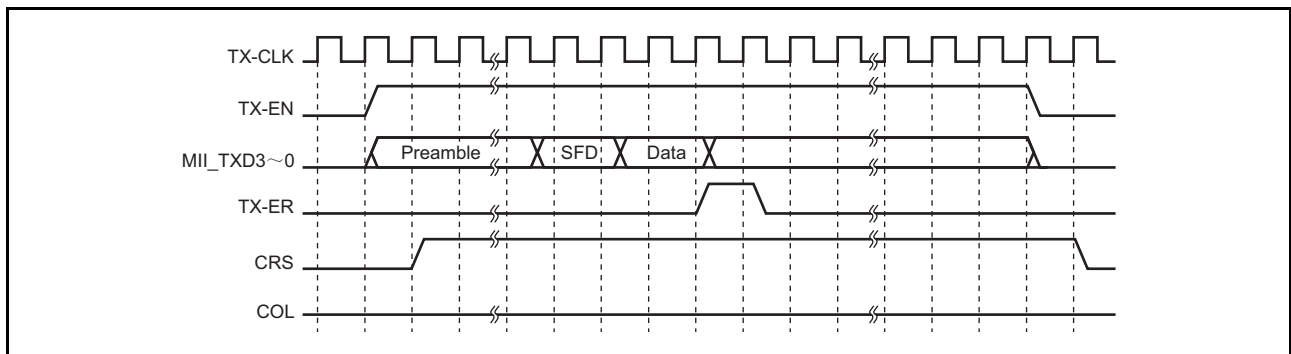 TX-CLK
TX-EN
MII_TXD3～0
Preamble SFD Data
TX-ER
CRS
COL